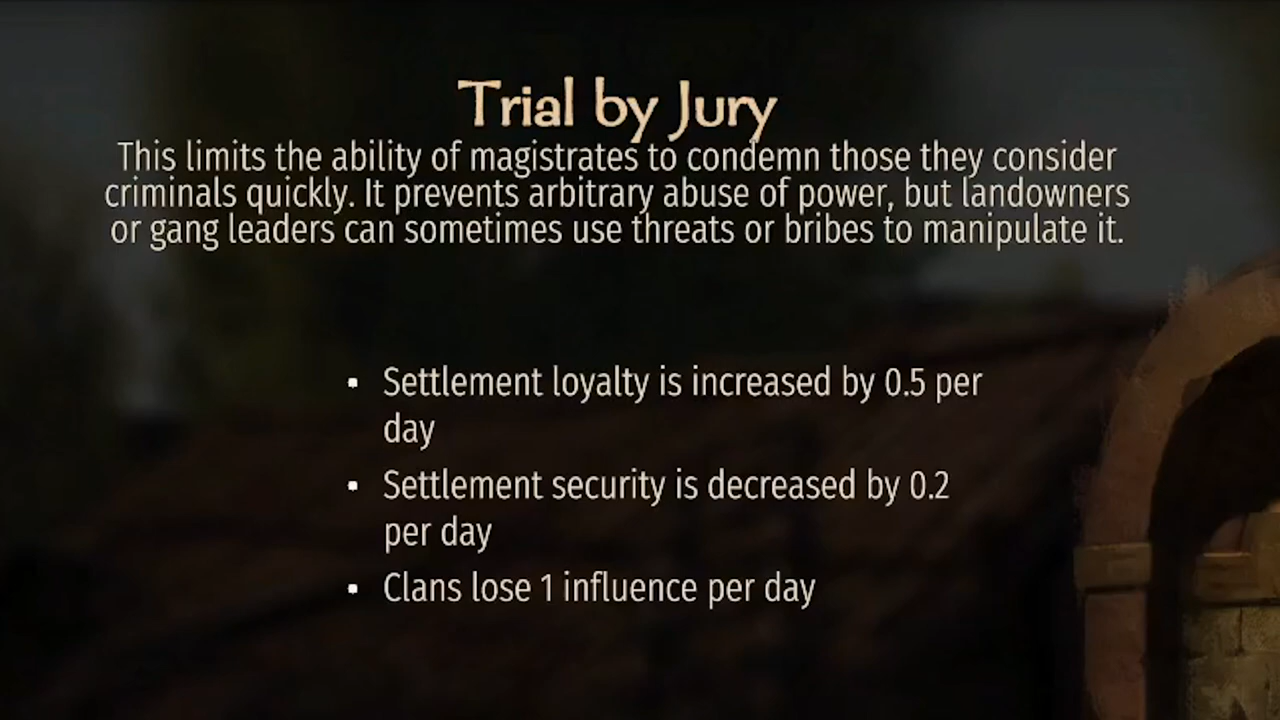 Trial by Jury
This limits the ability of magistrates to condemn those they consider
criminals quickly. It prevents arbitrary abuse of power, but landowners
or gang leaders can sometimes use threats or bribes to manipulate it.
▪ Settlement loyalty is increased by 0.5 per
day
▪ Settlement security is decreased by 0.2
per day
▪ Clans lose 1 influence per day